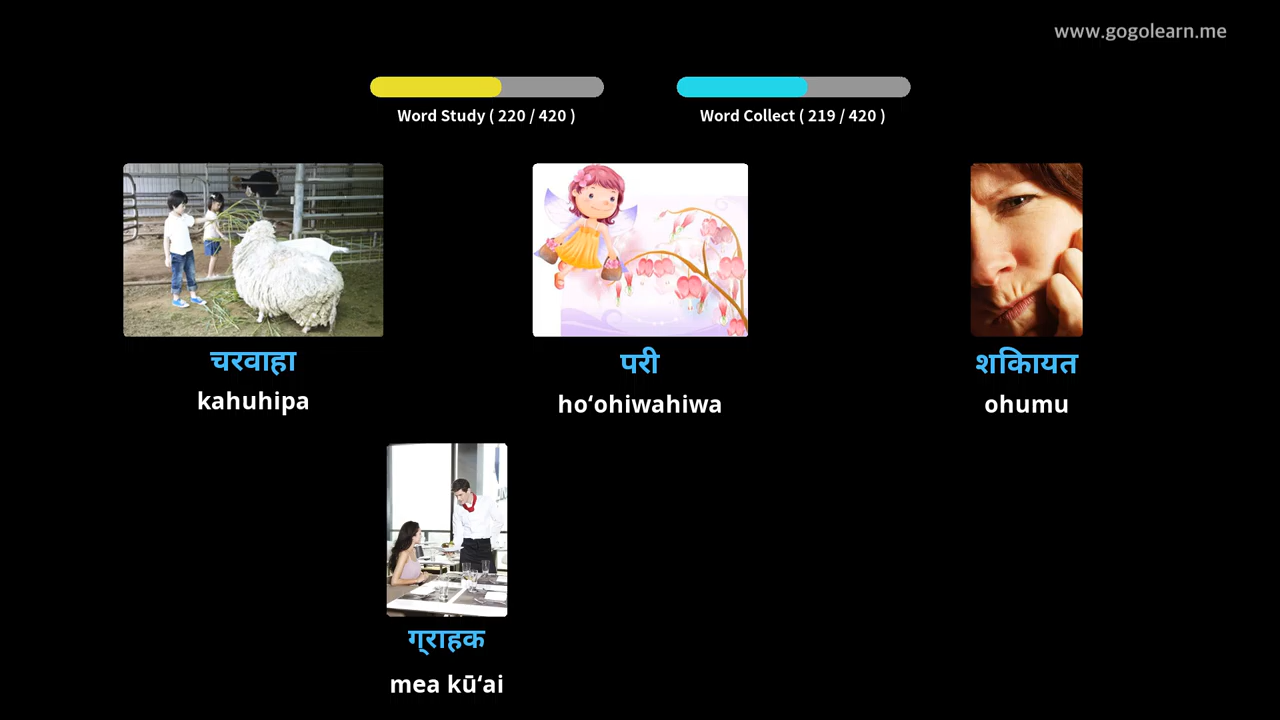 www.gogolearn.me
Word Study ( 220 / 420 )
Word Collect ( 219 / 420 )
चरवाहा
kahuhipa
परी
hoʻohiwahiwa
शकिायत
ohumu
ग्राहक
mea kūʻai